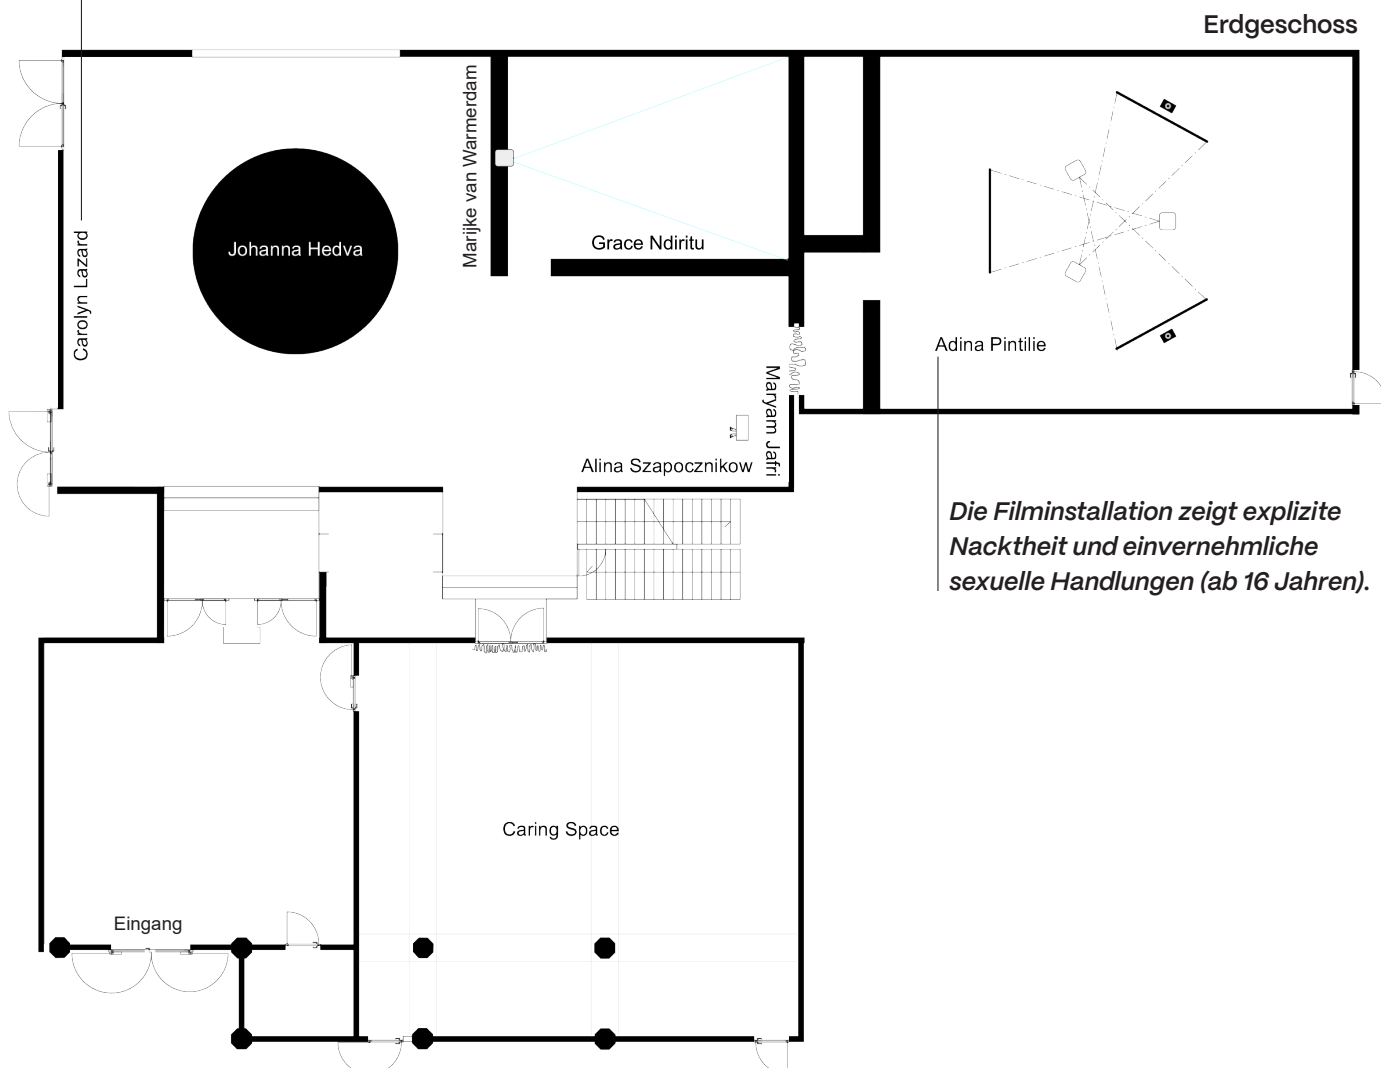 Erdgeschoss
Carolyn Lazard
Johanna Hedva
Marijke van Warmerdam
Grace Ndiritu
Maryam Jafri
Alina Szapocznikow
Adina Pintilie
Die Filminstallation zeigt explizite
Nacktheit und einvernehmliche
sexuelle Handlungen (ab 16 Jahren).
Caring Space
Eingang